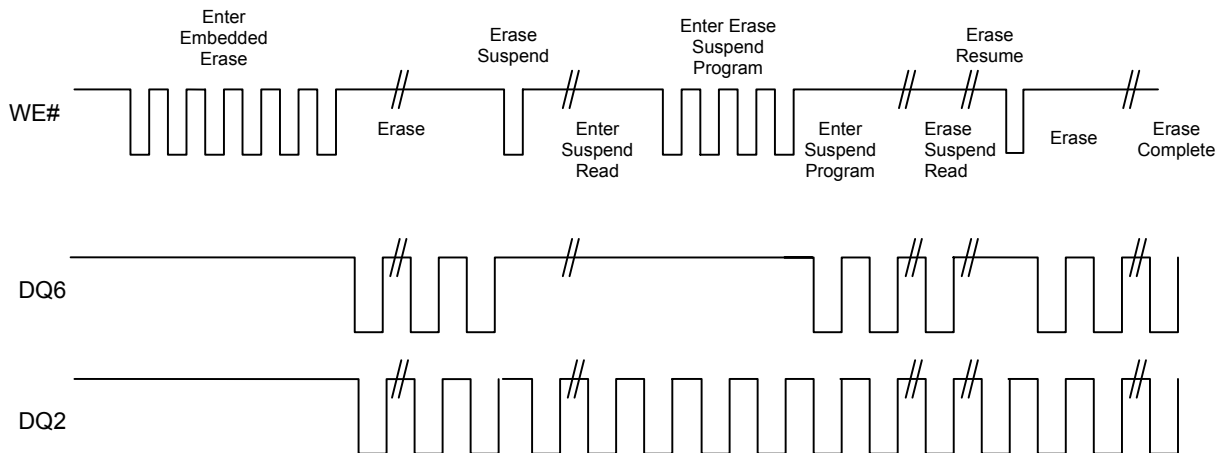 Enter
Embedded
Erase
Erase
Suspend
Enter Erase
Suspend
Program
Erase
Resume
WE#
Erase
Enter
Suspend
Read
Enter
Suspend
Program
Erase
Suspend
Read
Erase
Erase
Complete
DQ6
DQ2